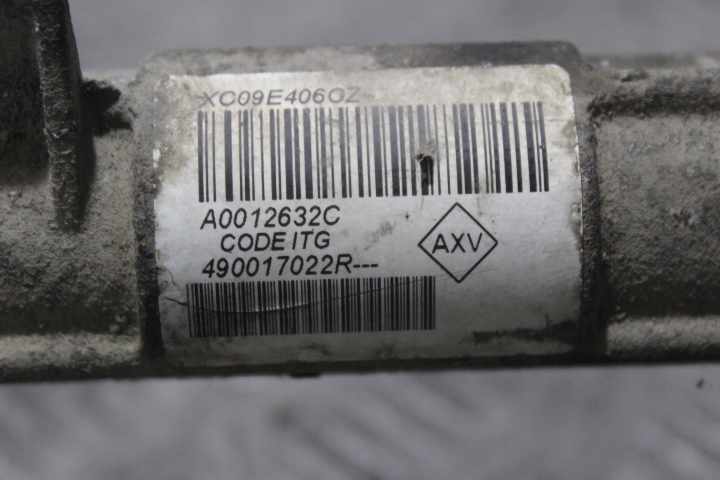 XC09E406OZ
A0012632C
CODE ITG
AXV
490017022R---